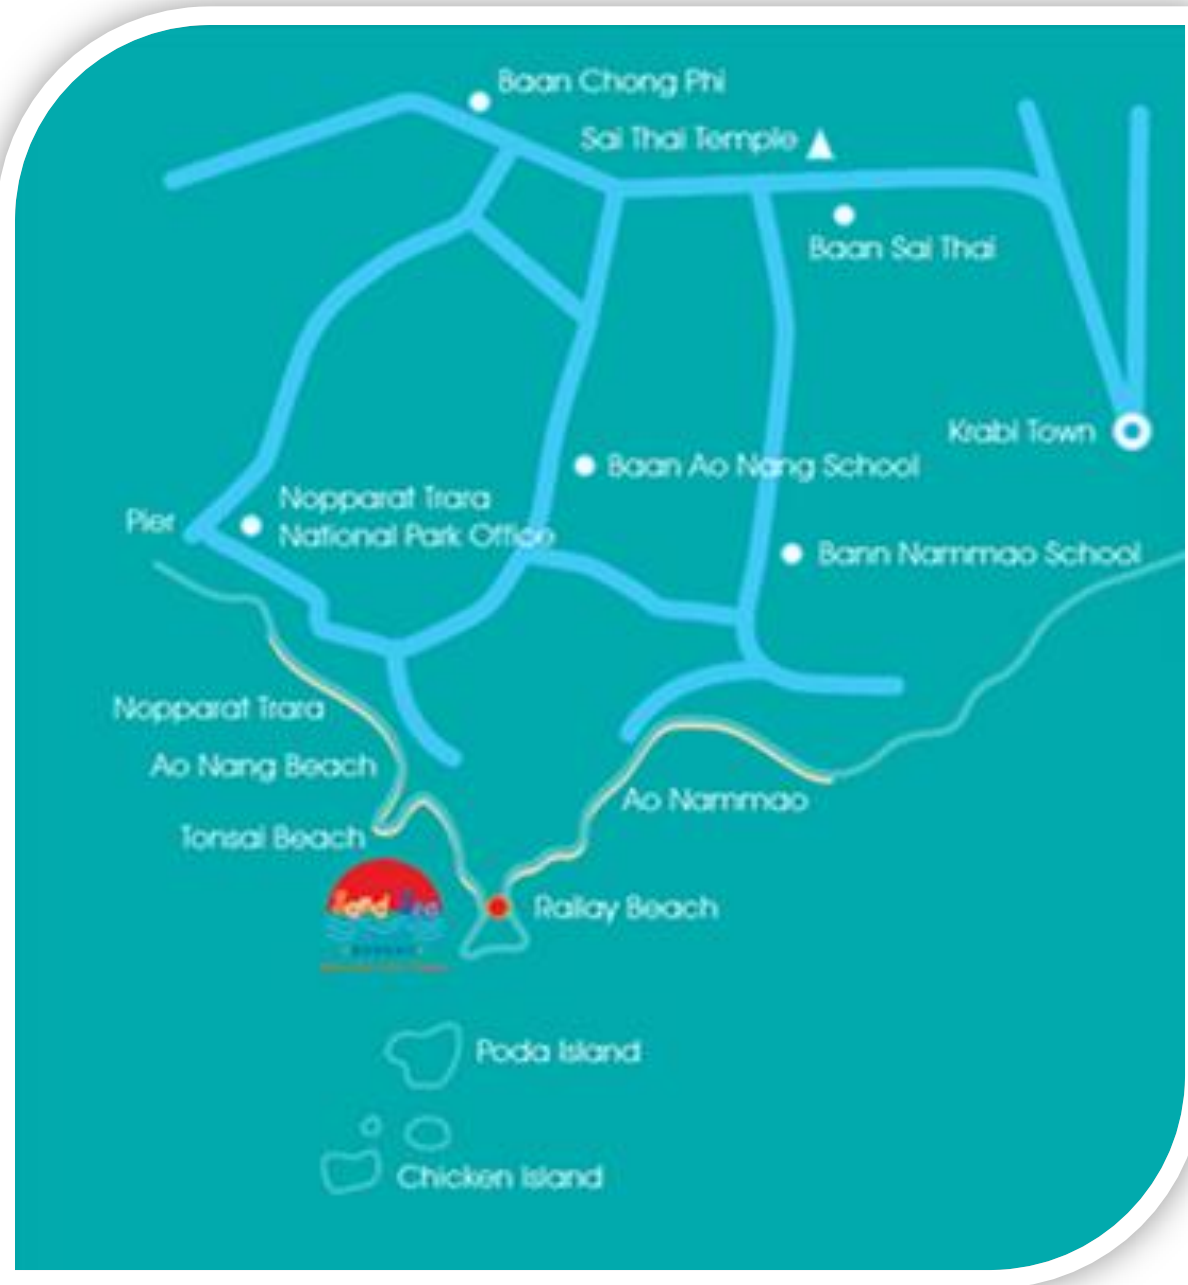 Baan Chong Phi
Sai Thai Temple
Baan Sai Thai
Krabi Town
Baan Ao Nang School
Nopparat Trara
National Park Office
Pier
Bann Nammao School
Nopparat Trara
Ao Nang Beach
Ao Nammao
Tonsai Beach
Sand Sea
Railay Beach
Poda Island
Chicken Island